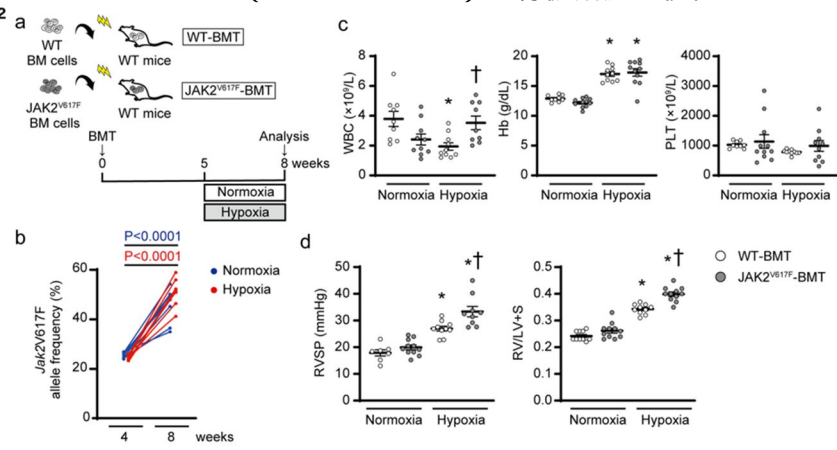 2
a
WT
BM cells
WT mice
WT-BMT
JAK2V617F
BM cells
WT mice
JAK2V617F-BMT
BMT
Analysis
0
5
8 weeks
Normoxia
Hypoxia
b
P<0.0001
P<0.0001
Normoxia
Hypoxia
Jak2V617F
allele frequency (%)
60
40
20
0
4
8
weeks
c
WBC (×10⁹/L)
8
6
4
2
0
*
†
Normoxia
Hypoxia
Hb (g/dL)
20
15
10
5
0
*
*
Normoxia
Hypoxia
PLT (×10⁹/L)
4000
3000
2000
1000
0
Normoxia
Hypoxia
d
RVSP (mmHg)
50
40
30
20
10
0
*
*†
Normoxia
Hypoxia
RV/LV+S
0.5
0.4
0.3
0.2
0.1
0.0
*
*†
Normoxia
Hypoxia
WT-BMT
JAK2V617F-BMT